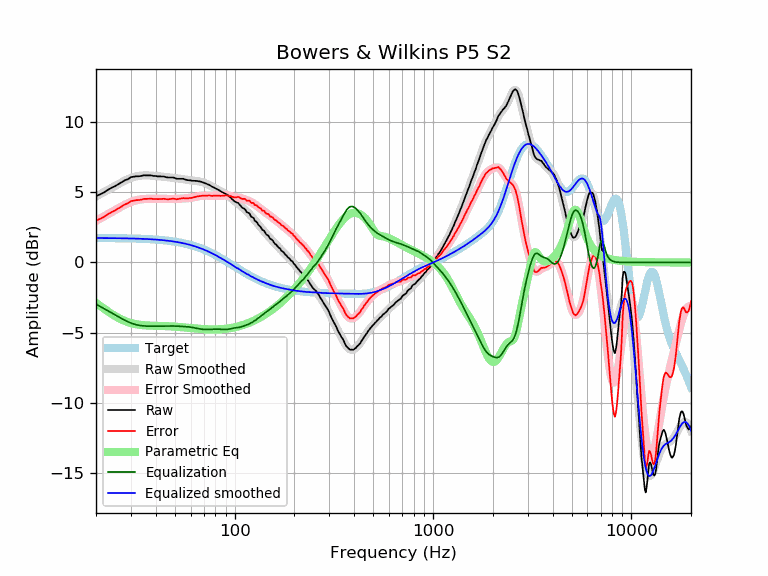 Bowers & Wilkins P5 S2
Amplitude (dBr)
10
5
0
−5
−10
−15
Target
Raw Smoothed
Error Smoothed
Raw
Error
Parametric Eq
Equalization
Equalized smoothed
100
1000
10000
Frequency (Hz)